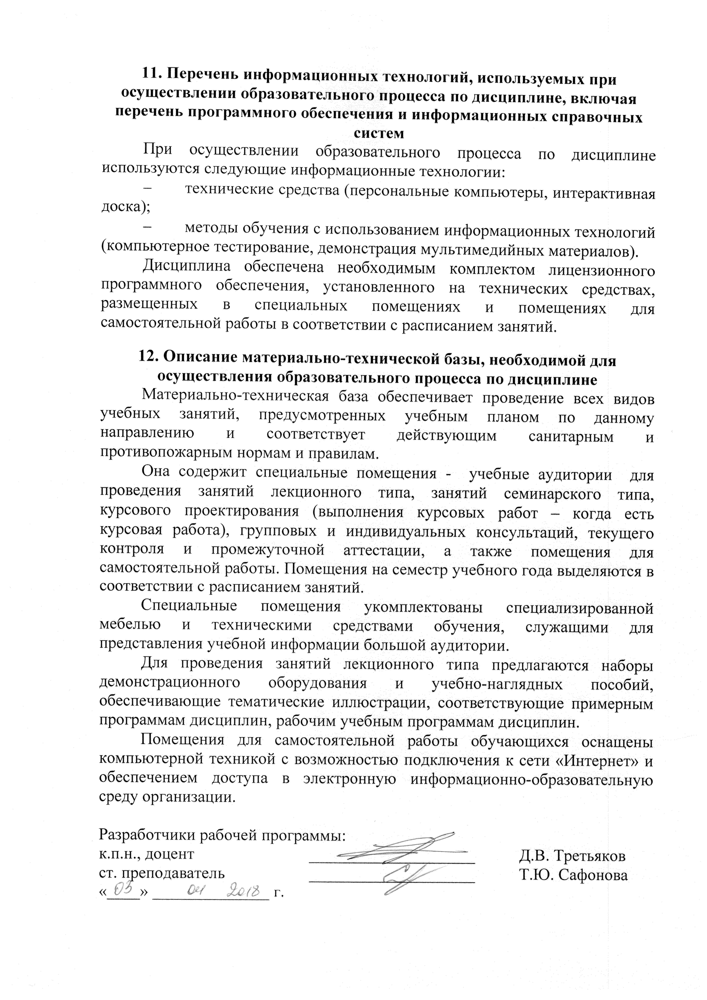 11. Перечень информационных технологий, используемых при
осуществлении образовательного процесса по дисциплине, включая
перечень программного обеспечения и информационных справочных
систем
При осуществлении образовательного процесса по дисциплине
используются следующие информационные технологии:
– технические средства (персональные компьютеры, интерактивная
доска);
– методы обучения с использованием информационных технологий
(компьютерное тестирование, демонстрация мультимедийных материалов).
Дисциплина обеспечена необходимым комплектом лицензионного
программного обеспечения, установленного на технических средствах,
размещенных в специальных помещениях и помещениях для
самостоятельной работы в соответствии с расписанием занятий.
12. Описание материально-технической базы, необходимой для
осуществления образовательного процесса по дисциплине
Материально-техническая база обеспечивает проведение всех видов
учебных занятий, предусмотренных учебным планом по данному
направлению и соответствует действующим санитарным и
противопожарным нормам и правилам.
Она содержит специальные помещения - учебные аудитории для
проведения занятий лекционного типа, занятий семинарского типа,
курсового проектирования (выполнения курсовых работ – когда есть
курсовая работа), групповых и индивидуальных консультаций, текущего
контроля и промежуточной аттестации, а также помещения для
самостоятельной работы. Помещения на семестр учебного года выделяются в
соответствии с расписанием занятий.
Специальные помещения укомплектованы специализированной
мебелью и техническими средствами обучения, служащими для
представления учебной информации большой аудитории.
Для проведения занятий лекционного типа предлагаются наборы
демонстрационного оборудования и учебно-наглядных пособий,
обеспечивающие тематические иллюстрации, соответствующие примерным
программам дисциплин, рабочим учебным программам дисциплин.
Помещения для самостоятельной работы обучающихся оснащены
компьютерной техникой с возможностью подключения к сети «Интернет» и
обеспечением доступа в электронную информационно-образовательную
среду организации.
Разработчики рабочей программы:
к.п.н., доцент Д.В. Третьяков
ст. преподаватель Т.Ю. Сафонова
«03» 04 2018 г.